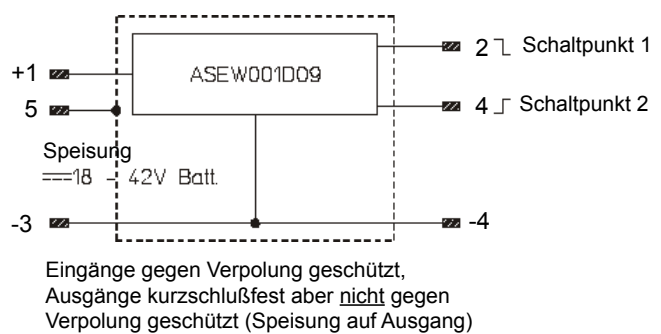 2 Schaltpunkt 1
+1
ASEW001D09
4 Schaltpunkt 2
5
Speisung
18 - 42V Batt.
-3
-4
Eingänge gegen Verpolung geschützt,
Ausgänge kurzschlußfest aber nicht gegen
Verpolung geschützt (Speisung auf Ausgang)